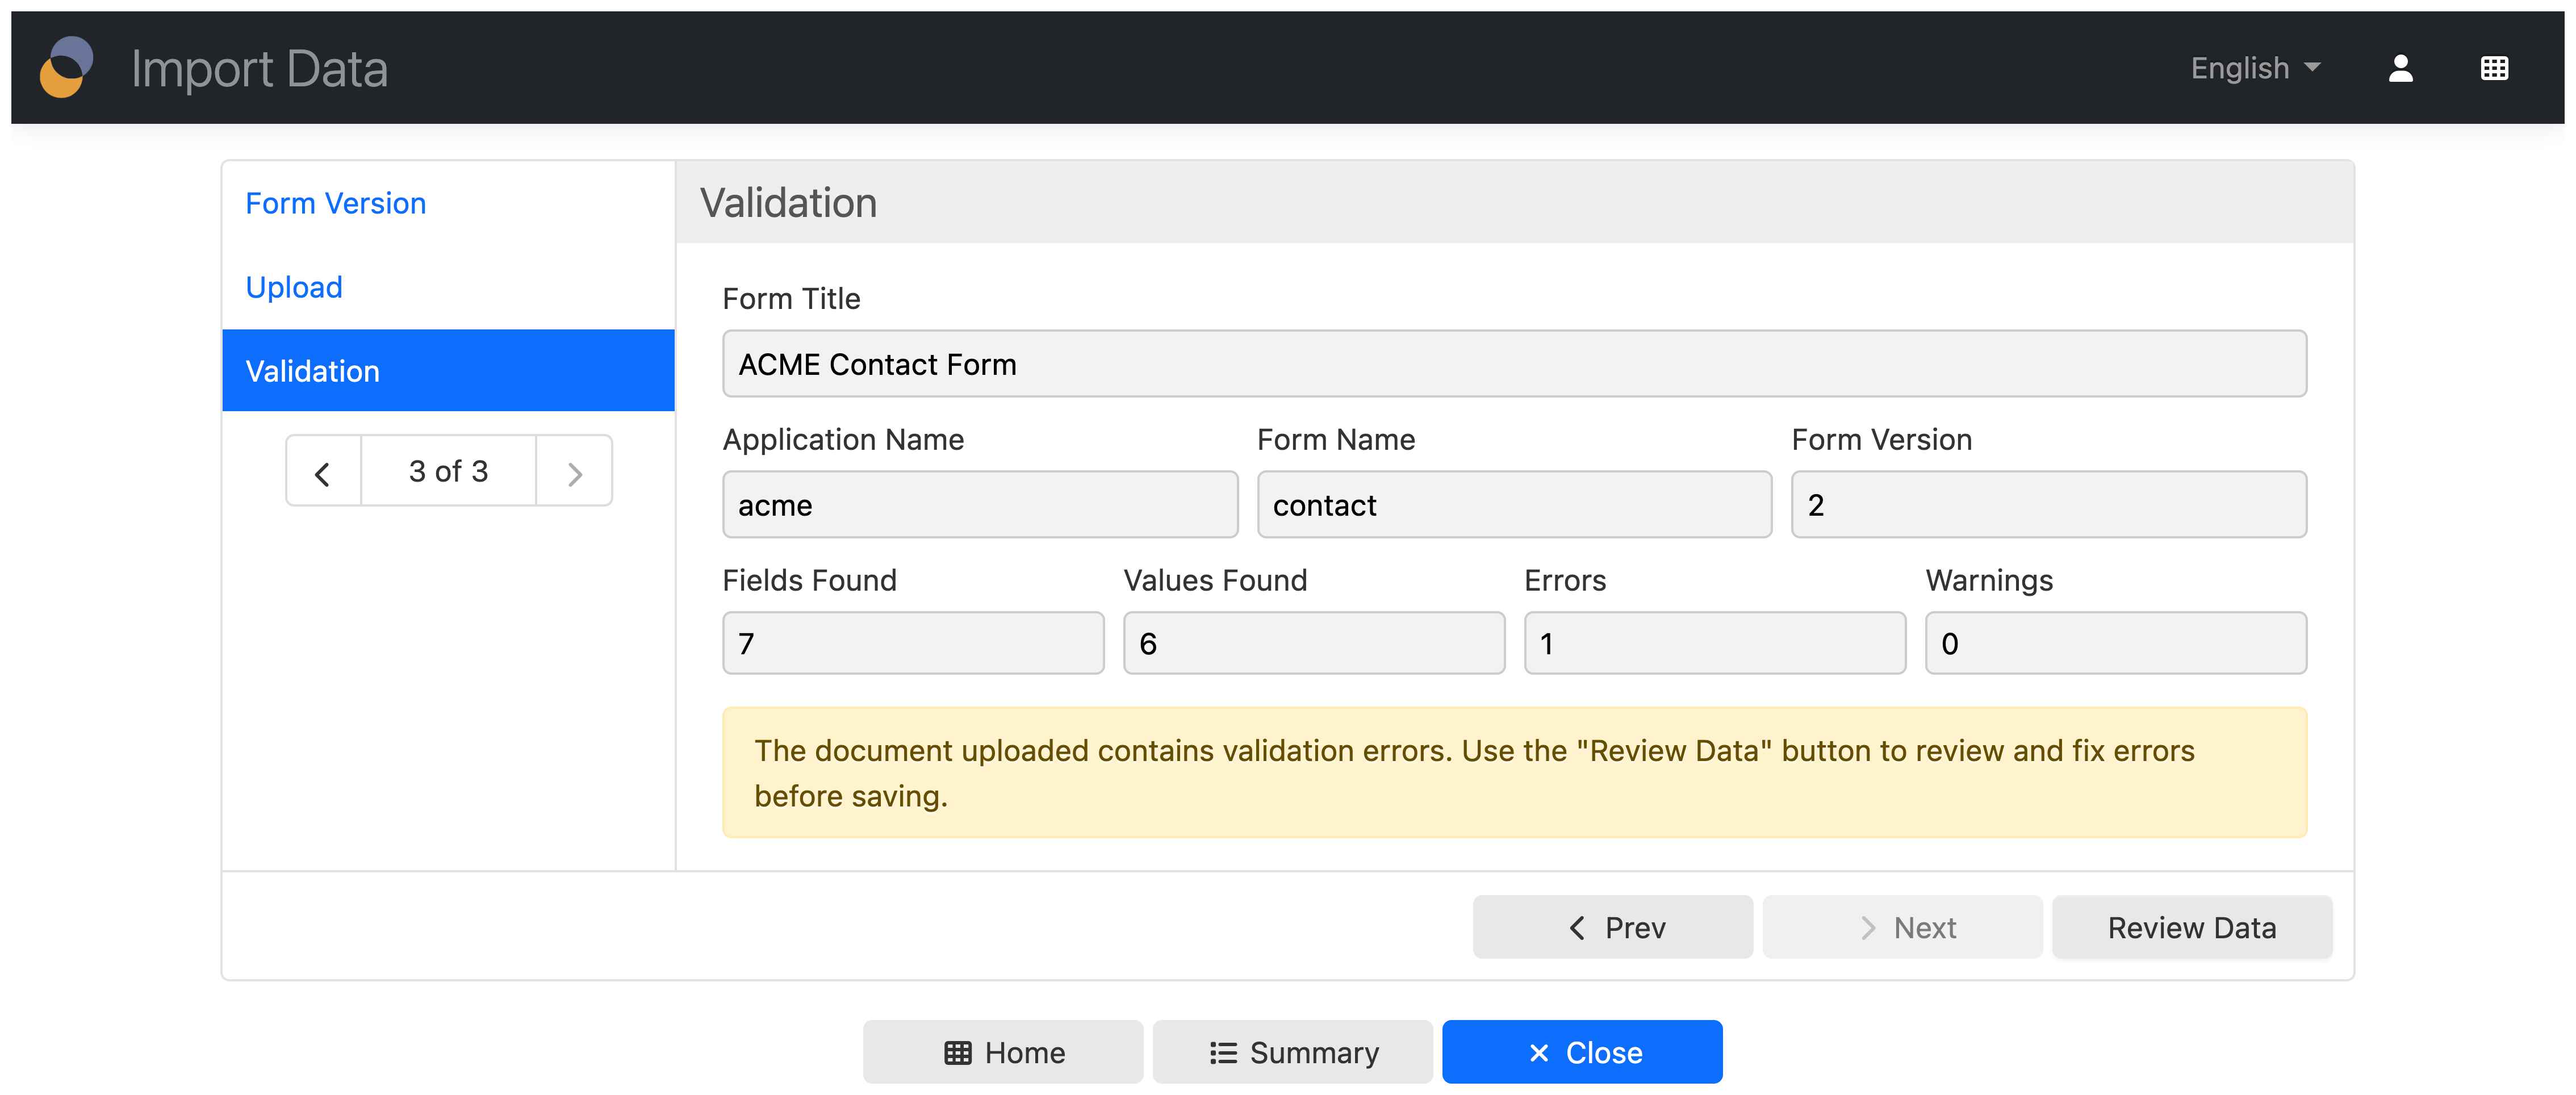 Import Data
English
Form Version
Upload
Validation
3 of 3
Validation
Form Title
ACME Contact Form
Application Name
Form Name
Form Version
acme
contact
2
Fields Found
Values Found
Errors
Warnings
7
6
1
0
The document uploaded contains validation errors. Use the "Review Data" button to review and fix errors
before saving.
Prev
Next
Review Data
Home
Summary
Close